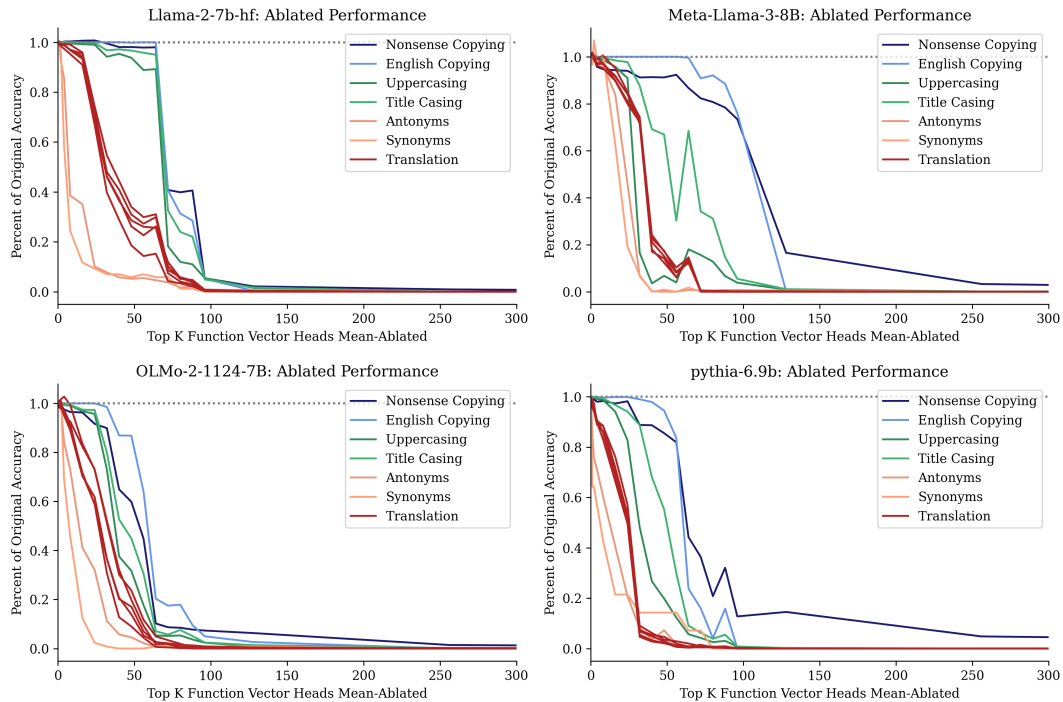 Llama-2-7b-hf: Ablated Performance
Percent of Original Accuracy
1.0
0.8
0.6
0.4
0.2
0.0
0 50 100 150 200 250 300
Top K Function Vector Heads Mean-Ablated
Nonsense Copying
English Copying
Uppercasing
Title Casing
Antonyms
Synonyms
Translation
Meta-Llama-3-8B: Ablated Performance
Percent of Original Accuracy
1.0
0.8
0.6
0.4
0.2
0.0
0 50 100 150 200 250 300
Top K Function Vector Heads Mean-Ablated
Nonsense Copying
English Copying
Uppercasing
Title Casing
Antonyms
Synonyms
Translation
OLMo-2-1124-7B: Ablated Performance
Percent of Original Accuracy
1.0
0.8
0.6
0.4
0.2
0.0
0 50 100 150 200 250 300
Top K Function Vector Heads Mean-Ablated
Nonsense Copying
English Copying
Uppercasing
Title Casing
Antonyms
Synonyms
Translation
pythia-6.9b: Ablated Performance
Percent of Original Accuracy
1.0
0.8
0.6
0.4
0.2
0.0
0 50 100 150 200 250 300
Top K Function Vector Heads Mean-Ablated
Nonsense Copying
English Copying
Uppercasing
Title Casing
Antonyms
Synonyms
Translation